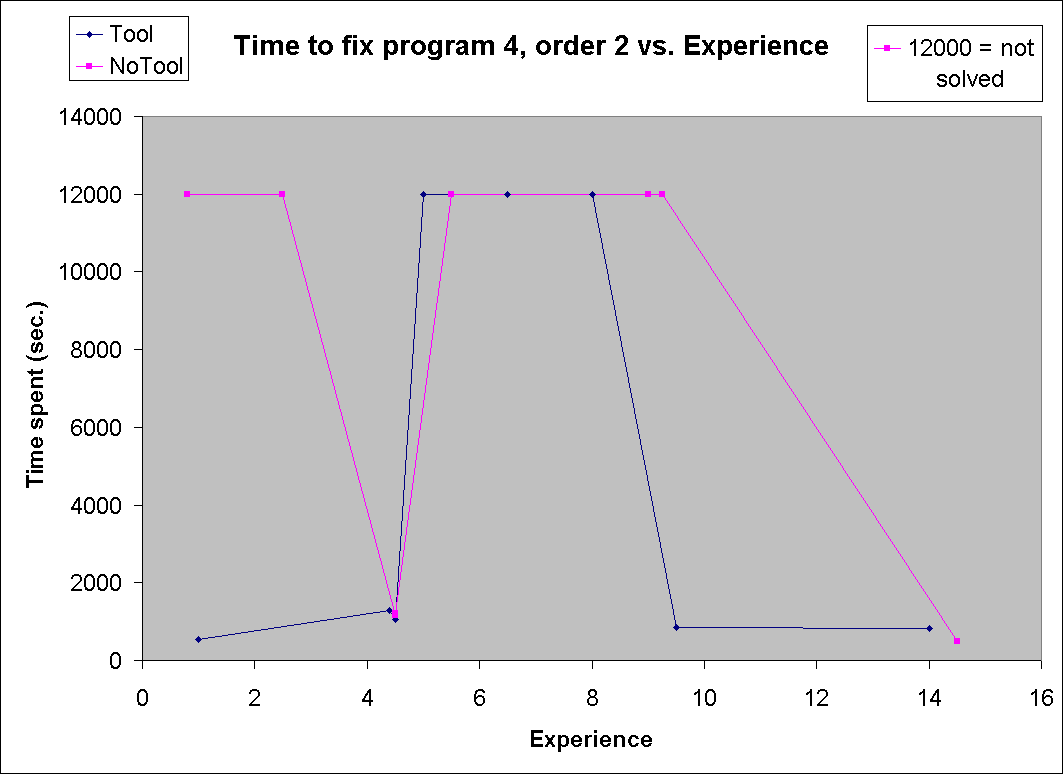 Tool
NoTool
Time to fix program 4, order 2 vs. Experience
12000 = not
solved
14000
12000
10000
8000
6000
4000
2000
0
Time spent (sec.)
0 2 4 6 8 10 12 14 16
Experience